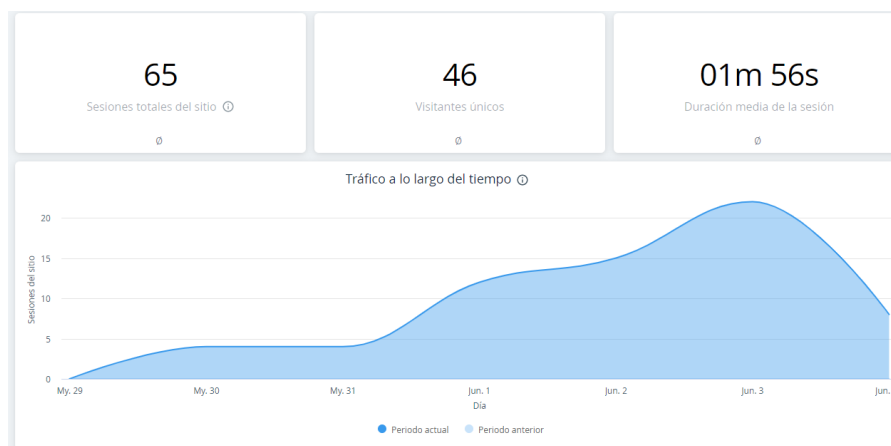 65
Sesiones totales del sitio
Ø
46
Visitantes únicos
Ø
01m 56s
Duración media de la sesión
Ø
Tráfico a lo largo del tiempo
Sesiones del sitio
20
15
10
5
0
My. 29
My. 30
My. 31
Jun. 1
Jun. 2
Jun. 3
Jun.
Día
Periodo actual
Periodo anterior